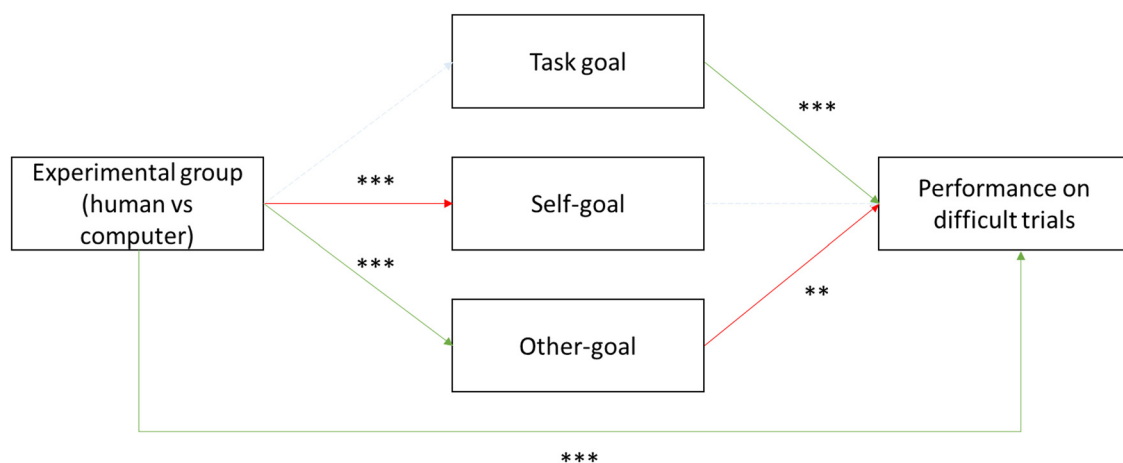 Task goal
***
Experimental group
(human vs
computer)
***
Self-goal
Performance on
difficult trials
***
**
Other-goal
***